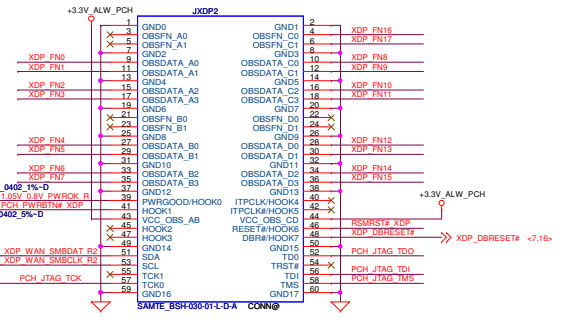 +3.3V_ALW_PCH
JXDP2
1 GND0 GND1 2
3 OBSFN_A0 OBSFN_C0 4 XDP_FN16
5 OBSFN_A1 OBSFN_C1 6 XDP_FN17
7 GND2 GND3 8
XDP_FN0 9 OBSDATA_A0 OBSDATA_C0 10 XDP_FN8
XDP_FN1 11 OBSDATA_A1 OBSDATA_C1 12 XDP_FN9
13 GND4 GND5 14
XDP_FN2 15 OBSDATA_A2 OBSDATA_C2 16 XDP_FN10
XDP_FN3 17 OBSDATA_A3 OBSDATA_C3 18 XDP_FN11
19 GND6 GND7 20
21 OBSFN_B0 OBSFN_D0 22
23 OBSFN_B1 OBSFN_D1 24
25 GND8 GND9 26
XDP_FN4 27 OBSDATA_B0 OBSDATA_D0 28 XDP_FN12
XDP_FN5 29 OBSDATA_B1 OBSDATA_D1 30 XDP_FN13
31 GND10 GND11 32
XDP_FN6 33 OBSDATA_B2 OBSDATA_D2 34 XDP_FN14
XDP_FN7 35 OBSDATA_B3 OBSDATA_D3 36 XDP_FN15
_0402_1%~D 37 GND12 GND13 38
1.05V_0.8V_PWROK_R 39 PWRGOOD/HOOK0 ITPCLK/HOOK4 40 +3.3V_ALW_PCH
PCH_PWRBTN#_XDP 41 HOOK1 ITPCLK#/HOOK5 42
0402_5%~D 43 VCC_OBS_AB VCC_OBS_CD 44
45 HOOK2 RESET#/HOOK6 46 RSMRST#_XDP
47 HOOK3 DBR#/HOOK7 48 XDP_DBRESET# XDP_DBRESET# <7,16>
49 GND14 GND15 50
XDP_WAN_SMBDAT_R2 51 SDA TD0 52 PCH_JTAG_TDO
XDP_WAN_SMBCLK_R2 53 SCL TRST# 54
55 TCK1 TDI 56 PCH_JTAG_TDI
PCH_JTAG_TCK 57 TCK0 TMS 58 PCH_JTAG_TMS
59 GND16 GND17 60
SAMTE_BSH-030-01-L-D-A CONN@